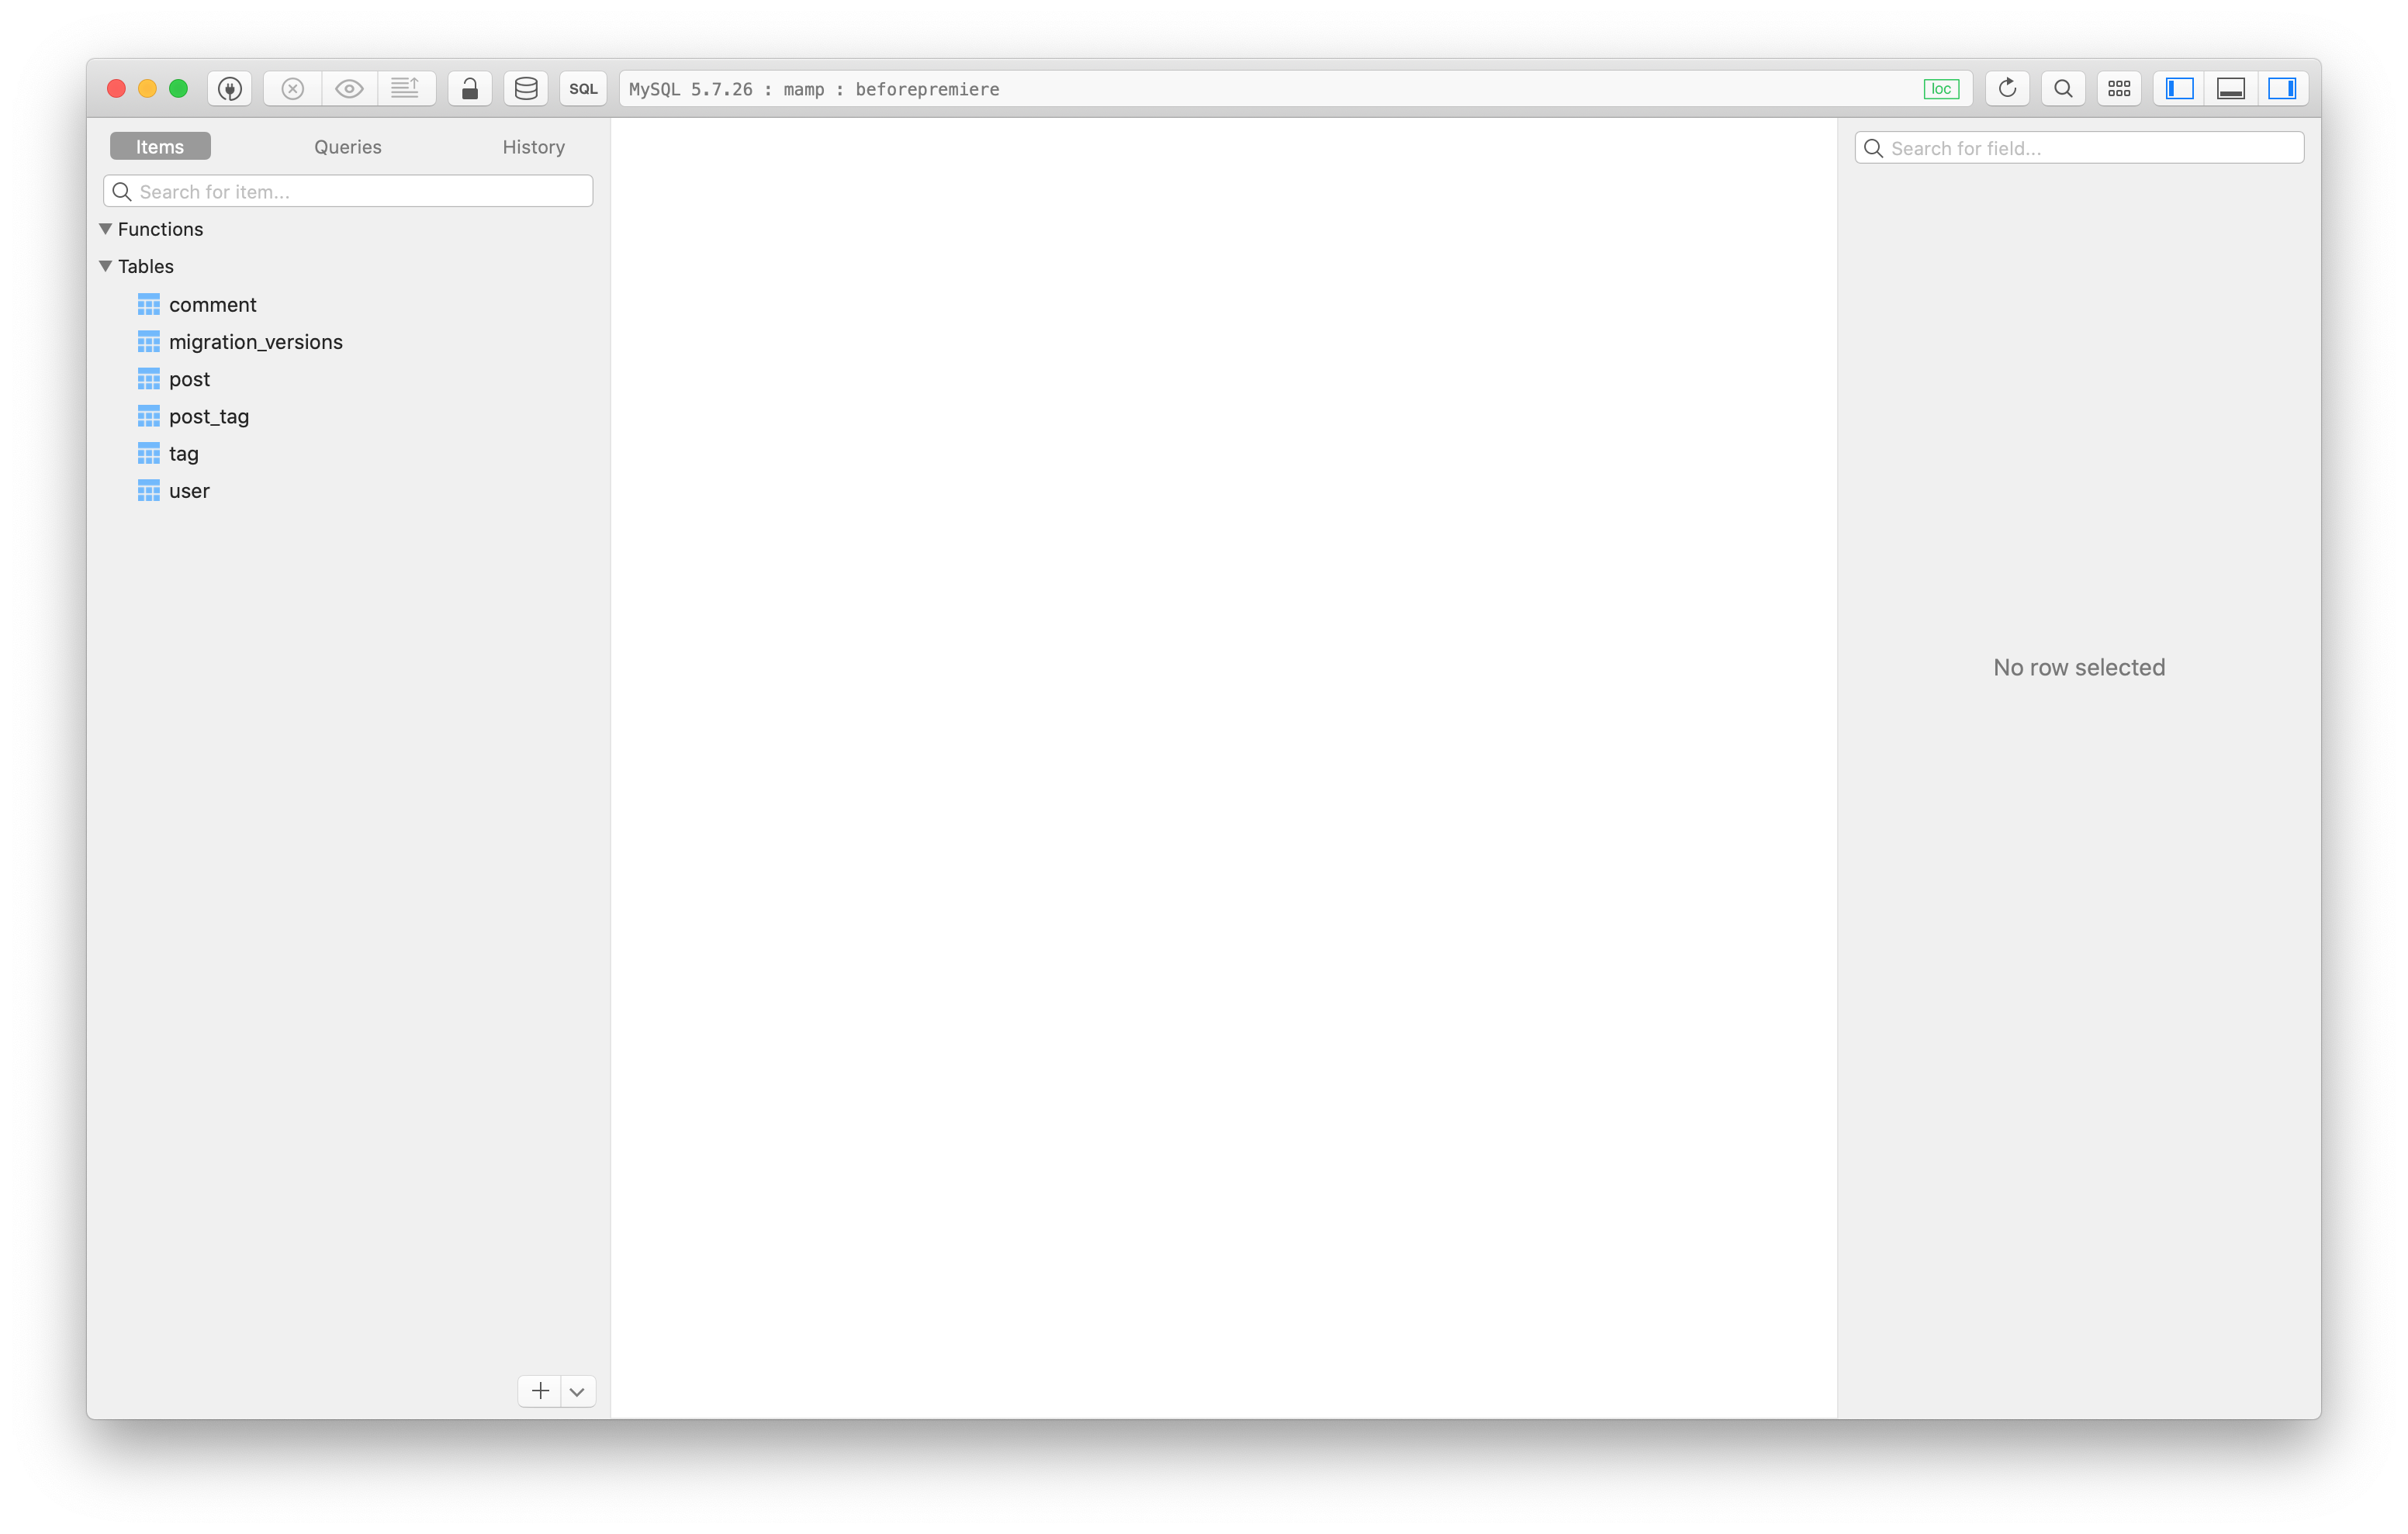 SQL
MySQL 5.7.26 : mamp : beforepremiere
loc
Items
Queries
History
Search for item...
Functions
Tables
comment
migration_versions
post
post_tag
tag
user
Search for field...
No row selected